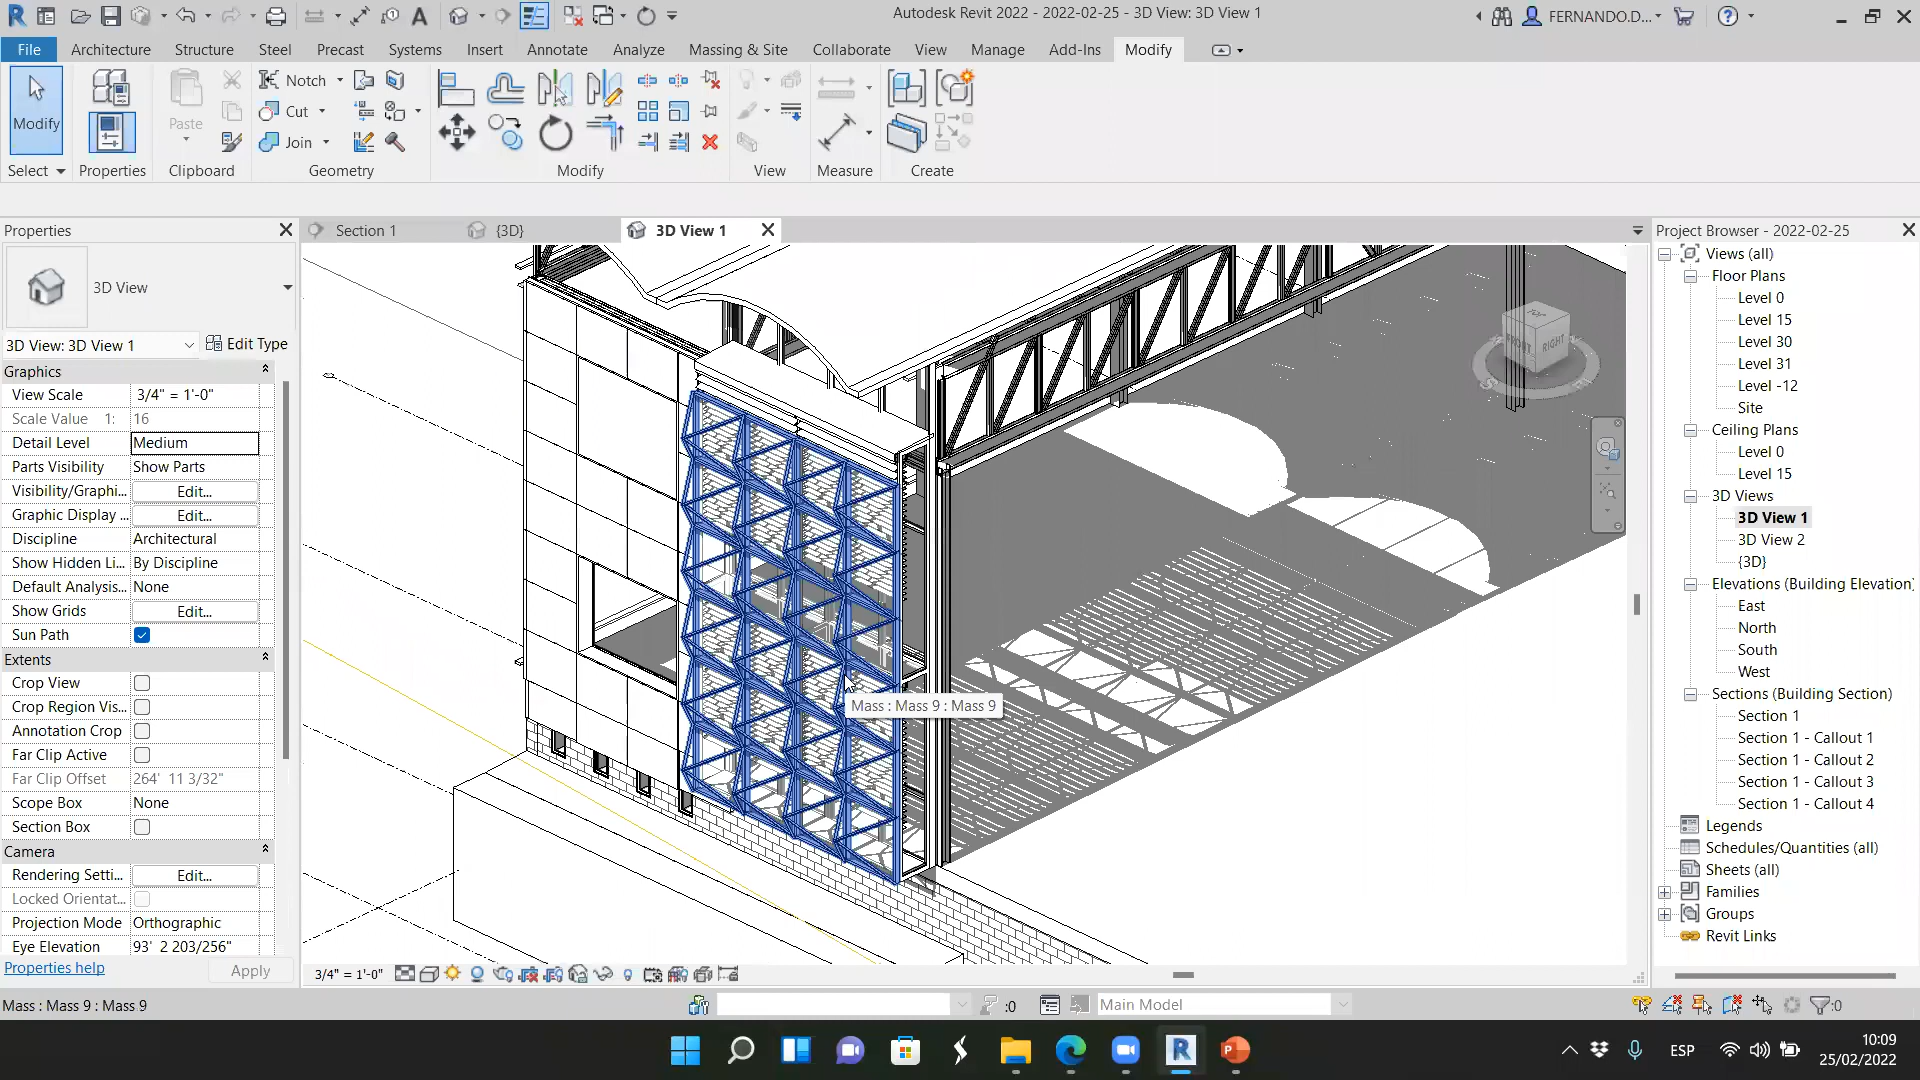 Autodesk Revit 2022 - 2022-02-25 - 3D View: 3D View 1
FERNANDO.D...
File
Architecture
Structure
Steel
Precast
Systems
Insert
Annotate
Analyze
Massing & Site
Collaborate
View
Manage
Add-Ins
Modify
Modify
Paste
Notch
Cut
Join
Select
Properties
Clipboard
Geometry
Modify
View
Measure
Create
Properties
Section 1
{3D}
3D View 1
Project Browser - 2022-02-25
3D View
3D View: 3D View 1
Edit Type
Graphics
View Scale 3/4" = 1'-0"
Scale Value 1: 16
Detail Level Medium
Parts Visibility Show Parts
Visibility/Graphi... Edit...
Graphic Display ... Edit...
Discipline Architectural
Show Hidden Li... By Discipline
Default Analysis... None
Show Grids Edit...
Sun Path
Extents
Crop View
Crop Region Vis...
Annotation Crop
Far Clip Active
Far Clip Offset 264' 11 3/32"
Scope Box None
Section Box
Camera
Rendering Setti... Edit...
Locked Orientat...
Projection Mode Orthographic
Eye Elevation 93' 2 203/256"
Properties help
Apply
TOP
FRONT
RIGHT
Mass : Mass 9 : Mass 9
Views (all)
Floor Plans
Level 0
Level 15
Level 30
Level 31
Level -12
Site
Ceiling Plans
Level 0
Level 15
3D Views
3D View 1
3D View 2
{3D}
Elevations (Building Elevation)
East
North
South
West
Sections (Building Section)
Section 1
Section 1 - Callout 1
Section 1 - Callout 2
Section 1 - Callout 3
Section 1 - Callout 4
Legends
Schedules/Quantities (all)
Sheets (all)
Families
Groups
Revit Links
3/4" = 1'-0"
Mass : Mass 9 : Mass 9
:0
Main Model
:0
ESP
10:09
25/02/2022